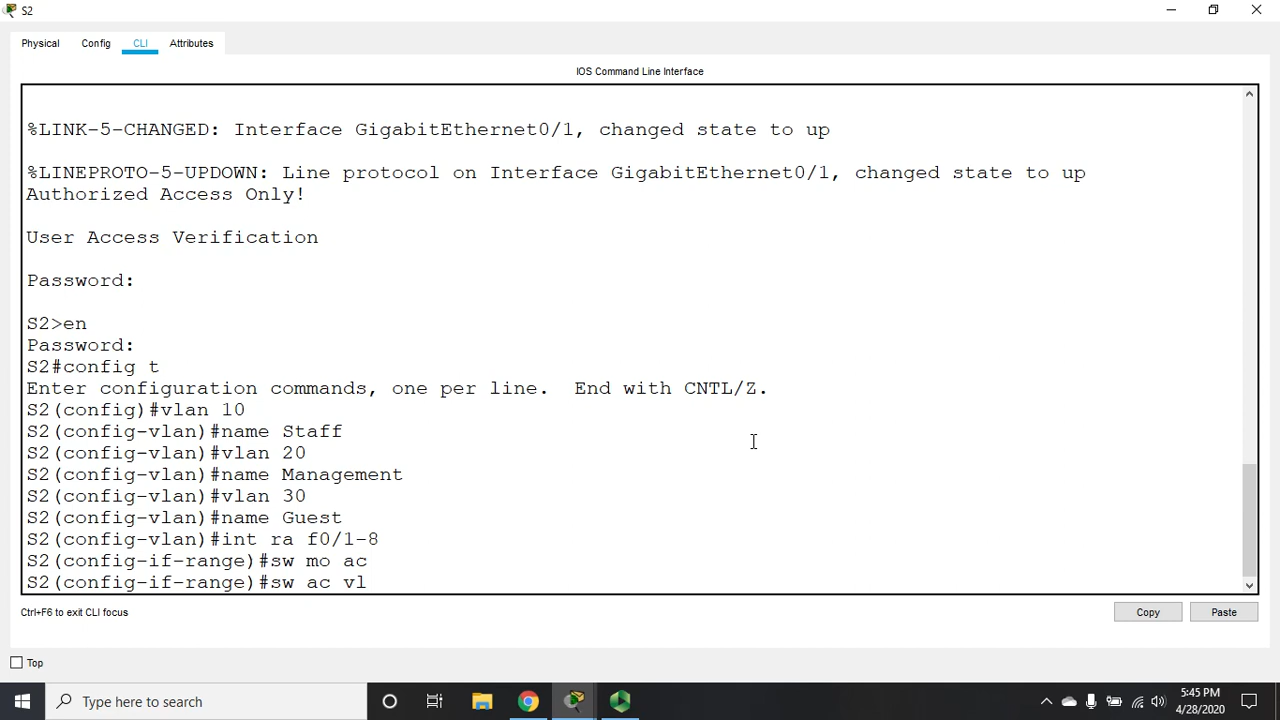 S2
Physical Config CLI Attributes
IOS Command Line Interface
%LINK-5-CHANGED: Interface GigabitEthernet0/1, changed state to up
%LINEPROTO-5-UPDOWN: Line protocol on Interface GigabitEthernet0/1, changed state to up
Authorized Access Only!
User Access Verification
Password:
S2>en
Password:
S2#config t
Enter configuration commands, one per line.  End with CNTL/Z.
S2(config)#vlan 10
S2(config-vlan)#name Staff
S2(config-vlan)#vlan 20
S2(config-vlan)#name Management
S2(config-vlan)#vlan 30
S2(config-vlan)#name Guest
S2(config-vlan)#int ra f0/1-8
S2(config-if-range)#sw mo ac
S2(config-if-range)#sw ac vl
Ctrl+F6 to exit CLI focus
Copy Paste
Top
Type here to search
5:45 PM
4/28/2020